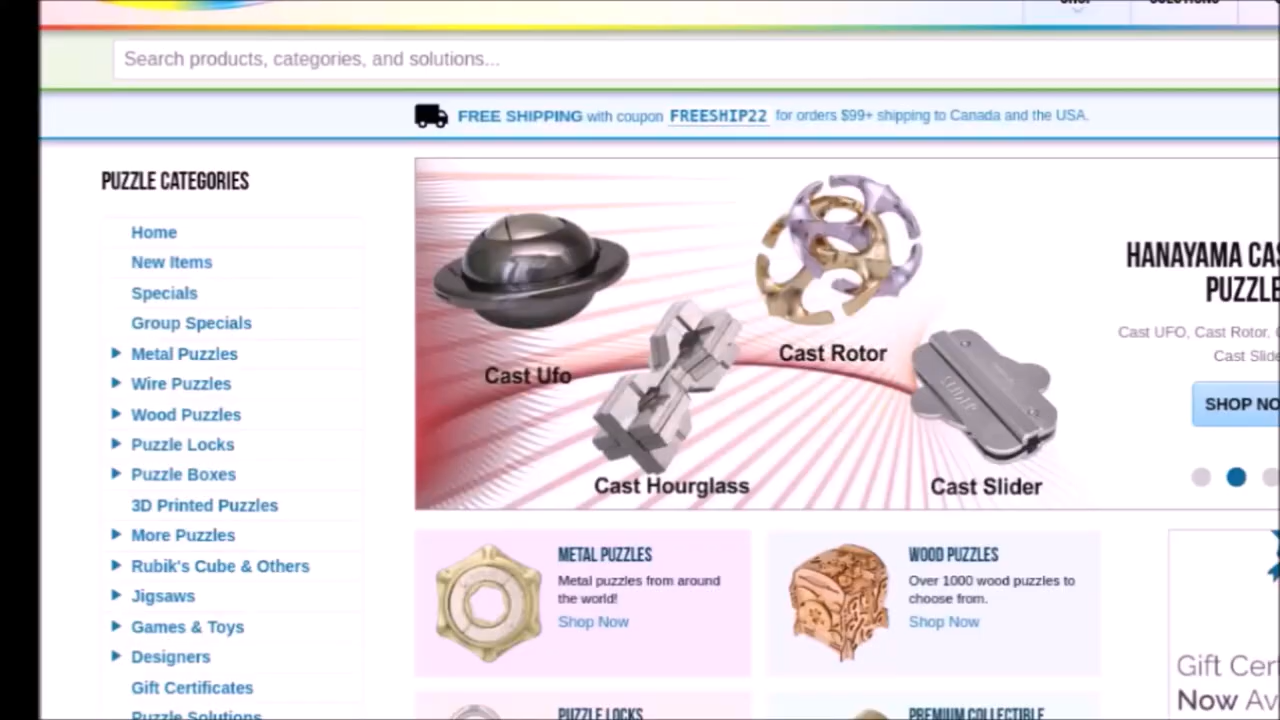 Search products, categories, and solutions...
FREE SHIPPING with coupon FREESHIP22 for orders $99+ shipping to Canada and the USA.
PUZZLE CATEGORIES
Home
New Items
Specials
Group Specials
Metal Puzzles
Wire Puzzles
Wood Puzzles
Puzzle Locks
Puzzle Boxes
3D Printed Puzzles
More Puzzles
Rubik's Cube & Others
Jigsaws
Games & Toys
Designers
Gift Certificates
Puzzle Solutions
Cast Ufo
Cast Rotor
Cast Hourglass
Cast Slider
HANAYAMA CAS
PUZZLE
Cast UFO, Cast Rotor,
Cast Slide
SHOP NO
METAL PUZZLES
Metal puzzles from around
the world!
Shop Now
WOOD PUZZLES
Over 1000 wood puzzles to
choose from.
Shop Now
PUZZLE LOCKS
PREMIUM COLLECTIBLE
Gift Cer
Now Av